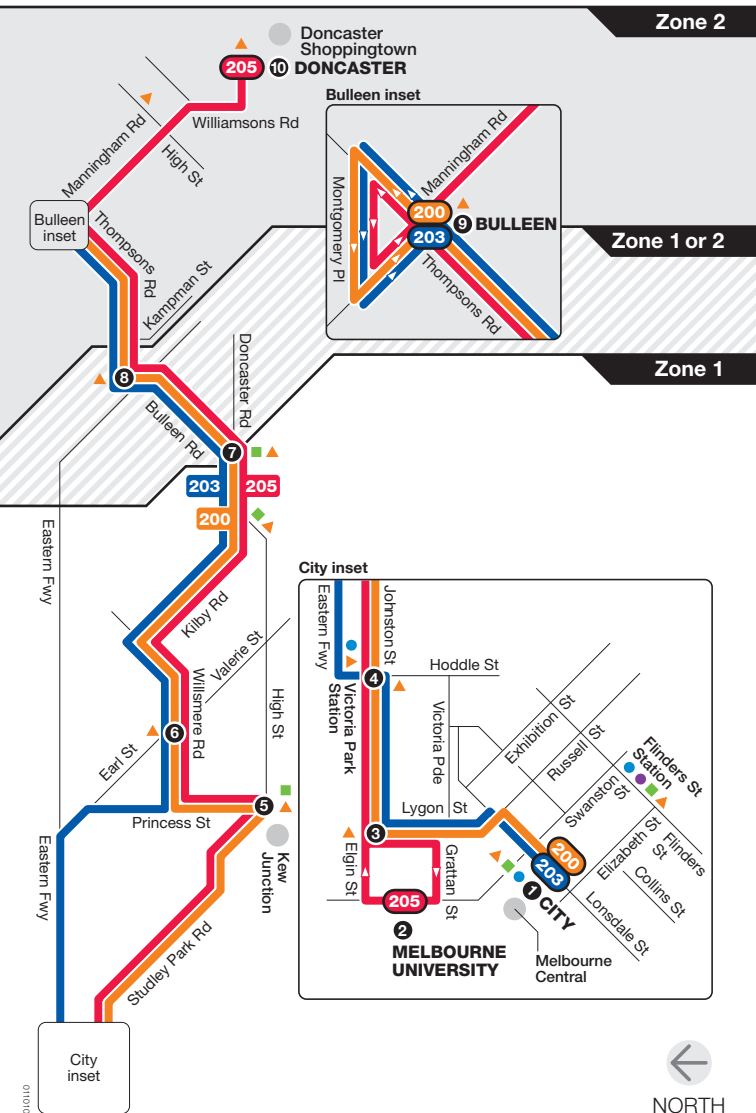 Zone 2
Doncaster
Shoppingtown
205 10 DONCASTER
Williamsons Rd
Manningham Rd
High St
Bulleen
inset
Thompsons Rd
Kampman St
Bulleen inset
Manningham Rd
Montgomery Pl
200
203
9 BULLEEN
Thompsons Rd
Zone 1 or 2
Zone 1
8
Bulleen Rd
Doncaster Rd
7
203
205
200
Eastern Fwy
Kilby Rd
Valerie St
Willsmere Rd
High St
6
Earl St
5
Princess St
Kew
Junction
Eastern Fwy
Studley Park Rd
City
inset
City inset
Eastern Fwy
Johnston St
Hoddle St
4
Victoria Park
Station
Victoria Pde
Exhibition St
Russell St
Swanston St
Flinders St
Station
Lygon St
3
Elgin St
Grattan St
205
2
MELBOURNE
UNIVERSITY
200
203
1 CITY
Elizabeth St
Flinders St
Collins St
Lonsdale St
Melbourne
Central
NORTH
011010